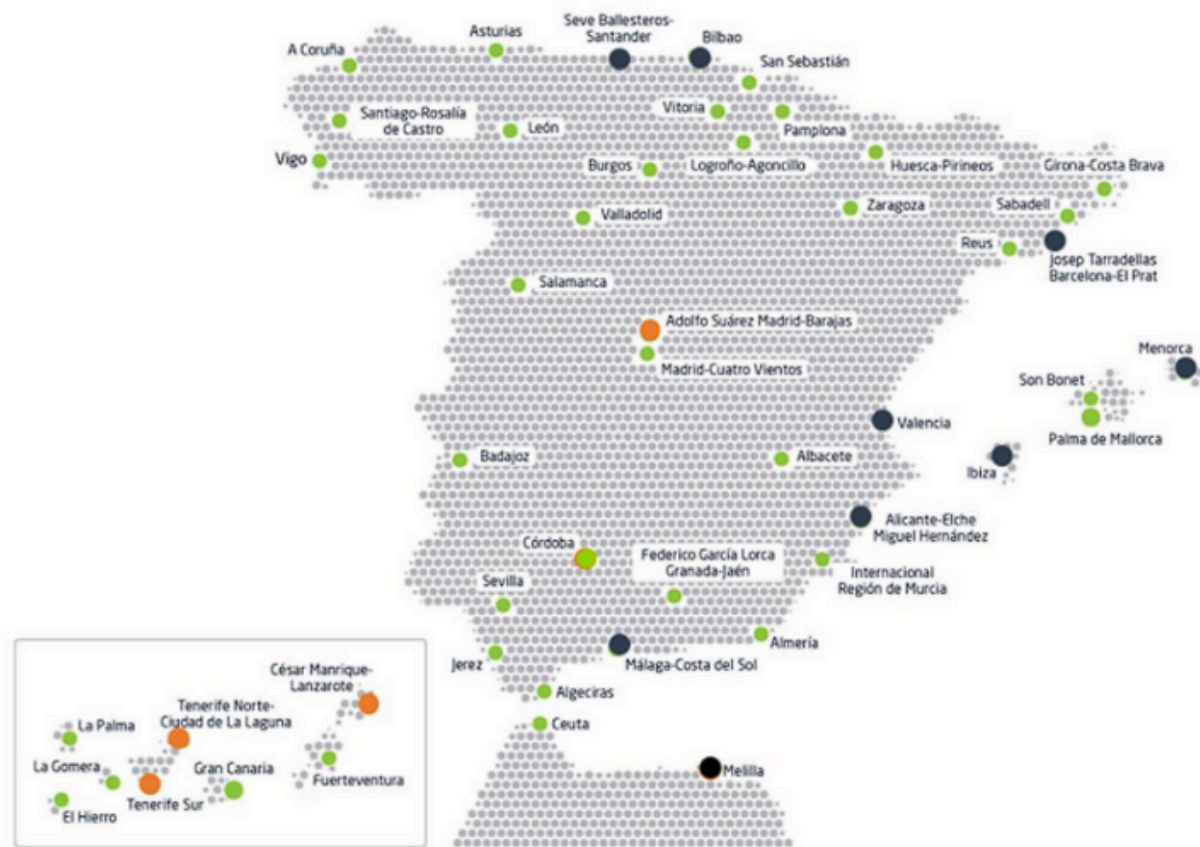 Seve Ballesteros-
Santander
Asturias
Bilbao
A Coruña
San Sebastián
Vitoria
Santiago-Rosalía
de Castro
León
Pamplona
Vigo
Burgos
Logroño-Agoncillo
Huesca-Pirineos
Girona-Costa Brava
Valladolid
Zaragoza
Sabadell
Reus
Josep Tarradellas
Barcelona-El Prat
Salamanca
Adolfo Suárez Madrid-Barajas
Madrid-Cuatro Vientos
Menorca
Son Bonet
Palma de Mallorca
Valencia
Badajoz
Albacete
Ibiza
Alicante-Elche
Miguel Hernández
Córdoba
Federico García Lorca
Granada-Jaén
Internacional
Región de Murcia
Sevilla
Almería
Jerez
Málaga-Costa del Sol
Algeciras
Ceuta
Melilla
César Manrique-
Lanzarote
Tenerife Norte-
Ciudad de La Laguna
La Palma
La Gomera
Gran Canaria
Fuerteventura
Tenerife Sur
El Hierro